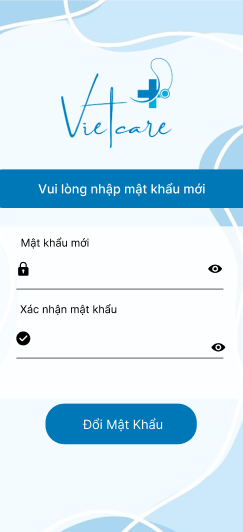 Vietcare
Vui lòng nhập mật khẩu mới
Mật khẩu mới
Xác nhận mật khẩu
Đổi Mật Khẩu